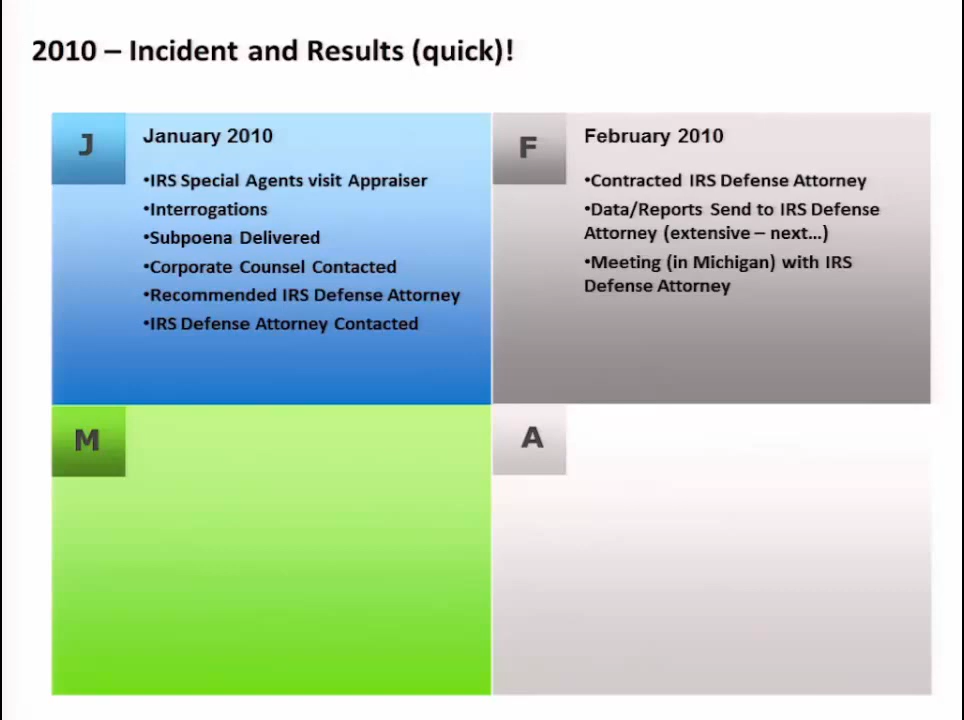 2010 – Incident and Results (quick)!
J
January 2010
•IRS Special Agents visit Appraiser
•Interrogations
•Subpoena Delivered
•Corporate Counsel Contacted
•Recommended IRS Defense Attorney
•IRS Defense Attorney Contacted
F
February 2010
•Contracted IRS Defense Attorney
•Data/Reports Send to IRS Defense
Attorney (extensive – next…)
•Meeting (in Michigan) with IRS
Defense Attorney
M
A